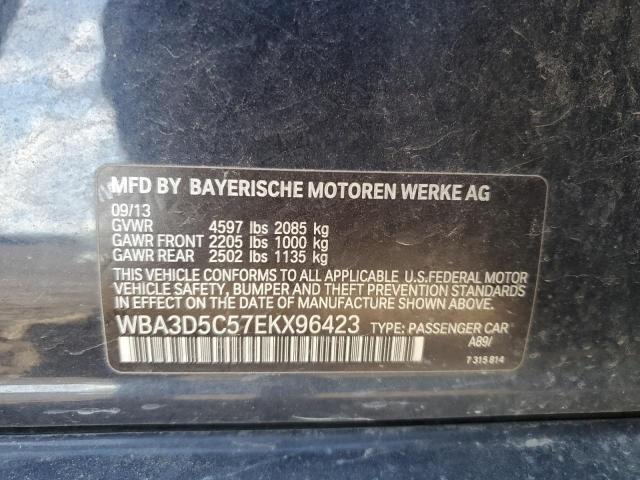 MFD BY BAYERISCHE MOTOREN WERKE AG
09/13
GVWR 4597 lbs 2085 kg
GAWR FRONT 2205 lbs 1000 kg
GAWR REAR 2502 lbs 1135 kg
THIS VEHICLE CONFORMS TO ALL APPLICABLE U.S.FEDERAL MOTOR
VEHICLE SAFETY, BUMPER AND THEFT PREVENTION STANDARDS
IN EFFECT ON THE DATE OF MANUFACTURE SHOWN ABOVE.
WBA3D5C57EKX96423 TYPE: PASSENGER CAR
A89/
7 315 814